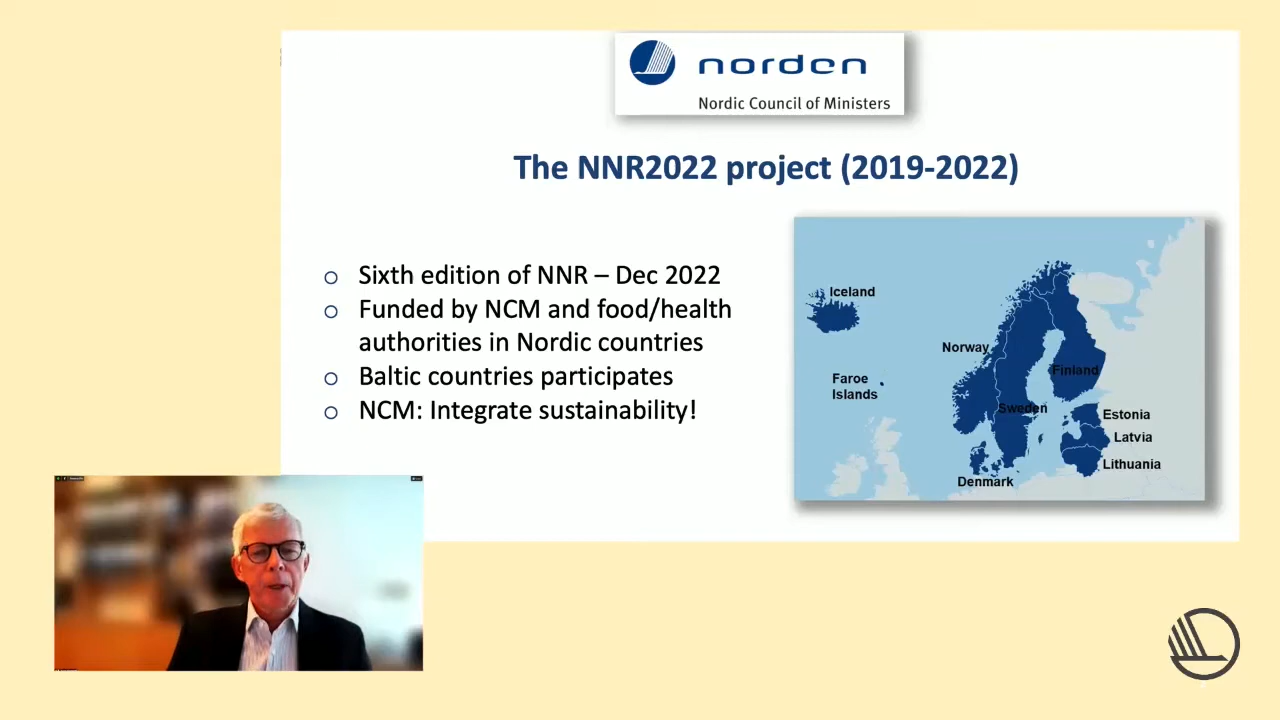 norden
Nordic Council of Ministers
The NNR2022 project (2019-2022)
o Sixth edition of NNR – Dec 2022
o Funded by NCM and food/health
authorities in Nordic countries
o Baltic countries participates
o NCM: Integrate sustainability!
Iceland
Norway
Faroe
Islands
Finland
Sweden
Estonia
Latvia
Lithuania
Denmark